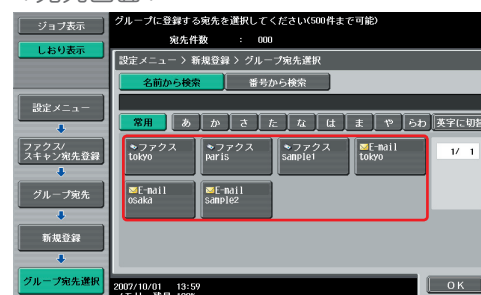 ジョブ表示
しおり表示
設定メニュー
ファクス/
スキャン宛先登録
グループ宛先
新規登録
グループ宛先選択
グループに登録する宛先を選択してください(500件まで可能)
宛先件数 : 000
設定メニュー > 新規登録 > グループ宛先選択
名前から検索 番号から検索
常用 あ か さ た な は ま や らわ 英字に切替
ファクス
tokyo
ファクス
paris
ファクス
sample1
E-mail
tokyo
1/ 1
E-mail
osaka
E-mail
sample2
2007/10/01 13:59
OK